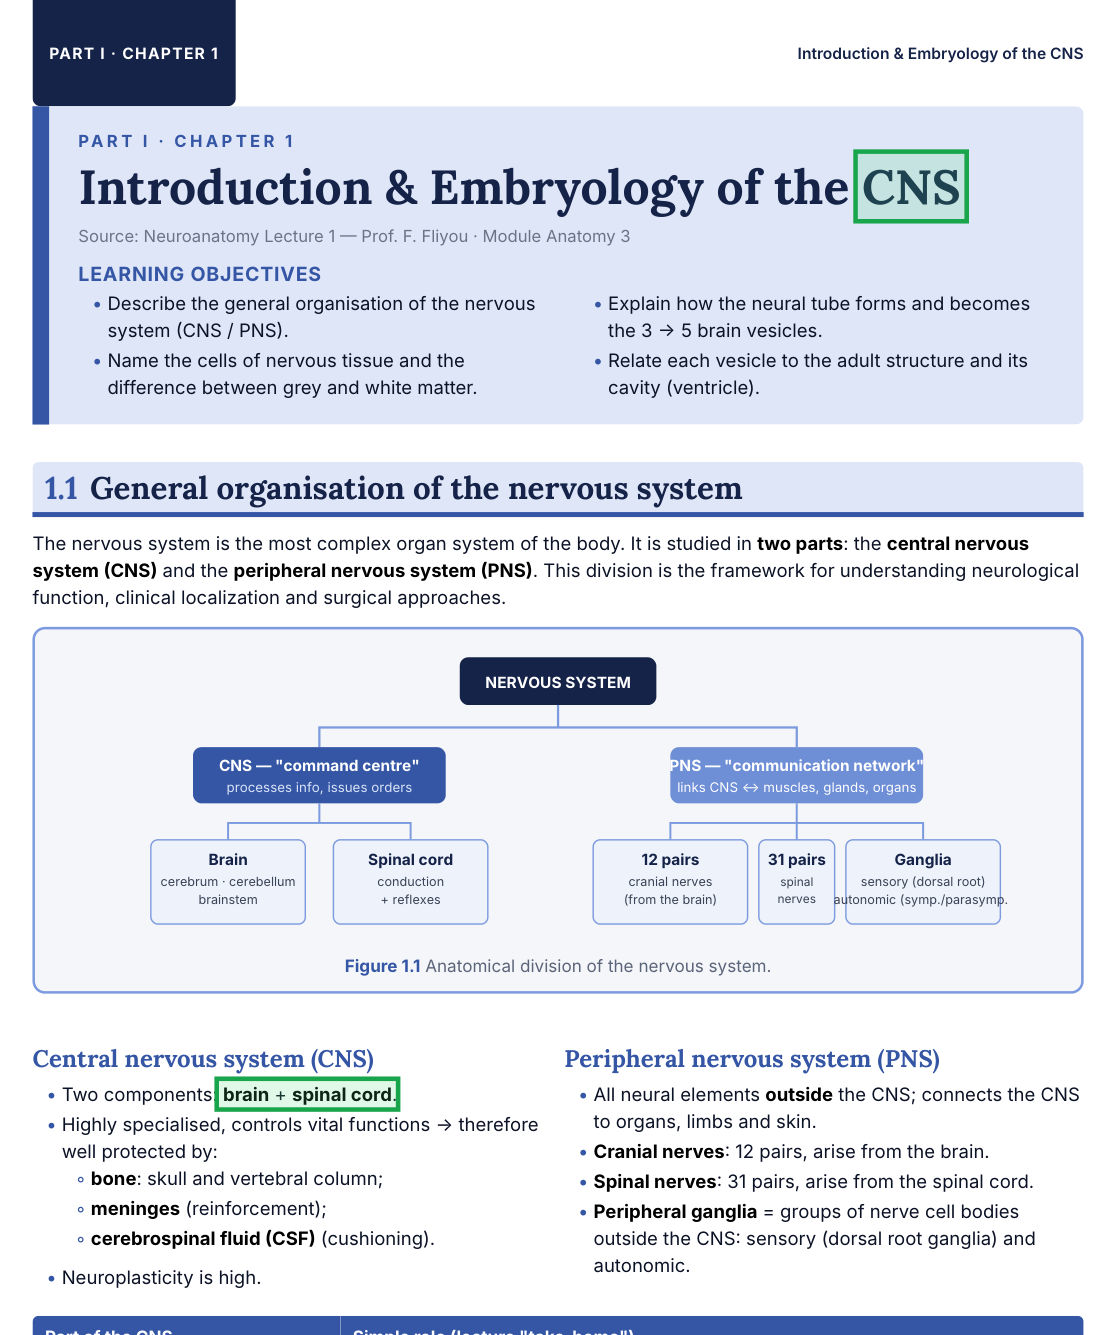 PART I · CHAPTER 1
Introduction & Embryology of the CNS
PART I · CHAPTER 1
Introduction & Embryology of the CNS
Source: Neuroanatomy Lecture 1 — Prof. F. Fliyou · Module Anatomy 3
LEARNING OBJECTIVES
• Describe the general organisation of the nervous
system (CNS / PNS).
• Name the cells of nervous tissue and the
difference between grey and white matter.
• Explain how the neural tube forms and becomes
the 3 → 5 brain vesicles.
• Relate each vesicle to the adult structure and its
cavity (ventricle).
1.1 General organisation of the nervous system
The nervous system is the most complex organ system of the body. It is studied in two parts: the central nervous
system (CNS) and the peripheral nervous system (PNS). This division is the framework for understanding neurological
function, clinical localization and surgical approaches.
NERVOUS SYSTEM
CNS — "command centre"
processes info, issues orders
PNS — "communication network"
links CNS ↔ muscles, glands, organs
Brain
cerebrum · cerebellum
brainstem
Spinal cord
conduction
+ reflexes
12 pairs
cranial nerves
(from the brain)
31 pairs
spinal
nerves
Ganglia
sensory (dorsal root)
autonomic (symp./parasymp.
Figure 1.1 Anatomical division of the nervous system.
Central nervous system (CNS)
• Two components: brain + spinal cord.
• Highly specialised, controls vital functions → therefore
well protected by:
◦ bone: skull and vertebral column;
◦ meninges (reinforcement);
◦ cerebrospinal fluid (CSF) (cushioning).
• Neuroplasticity is high.
Peripheral nervous system (PNS)
• All neural elements outside the CNS; connects the CNS
to organs, limbs and skin.
• Cranial nerves: 12 pairs, arise from the brain.
• Spinal nerves: 31 pairs, arise from the spinal cord.
• Peripheral ganglia = groups of nerve cell bodies
outside the CNS: sensory (dorsal root ganglia) and
autonomic.
Part of the CNS
Simple role (lecture "take-home")